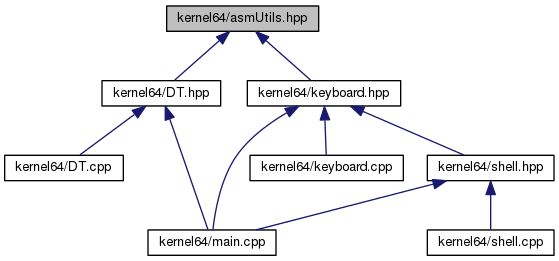 kernel64/asmUtils.hpp
kernel64/DT.hpp
kernel64/keyboard.hpp
kernel64/DT.cpp
kernel64/keyboard.cpp
kernel64/shell.hpp
kernel64/main.cpp
kernel64/shell.cpp